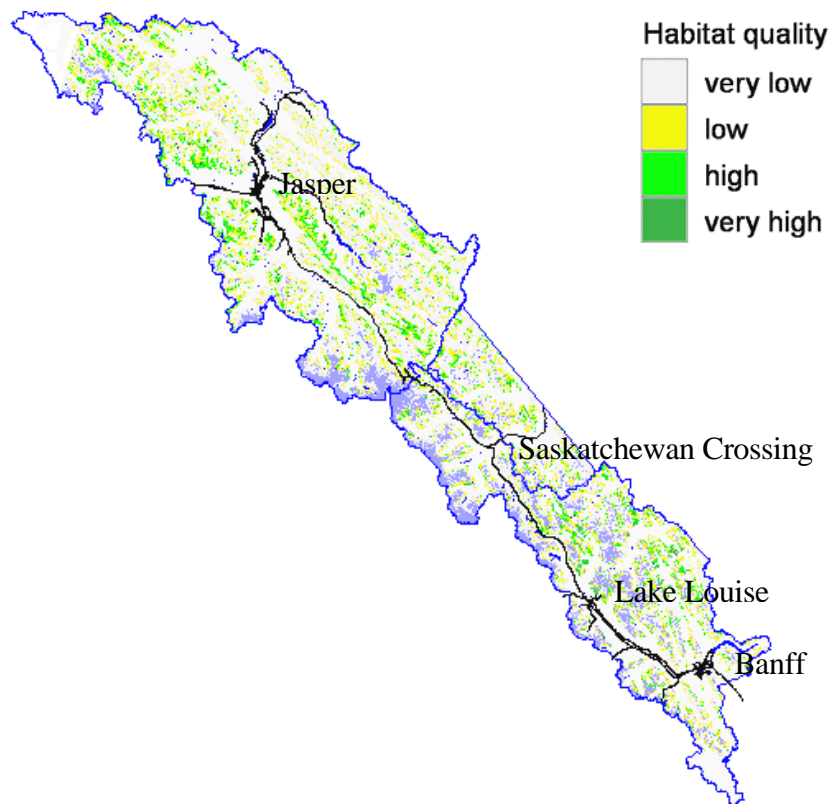 Habitat quality
very low
low
high
very high
Jasper
Saskatchewan Crossing
Lake Louise
Banff